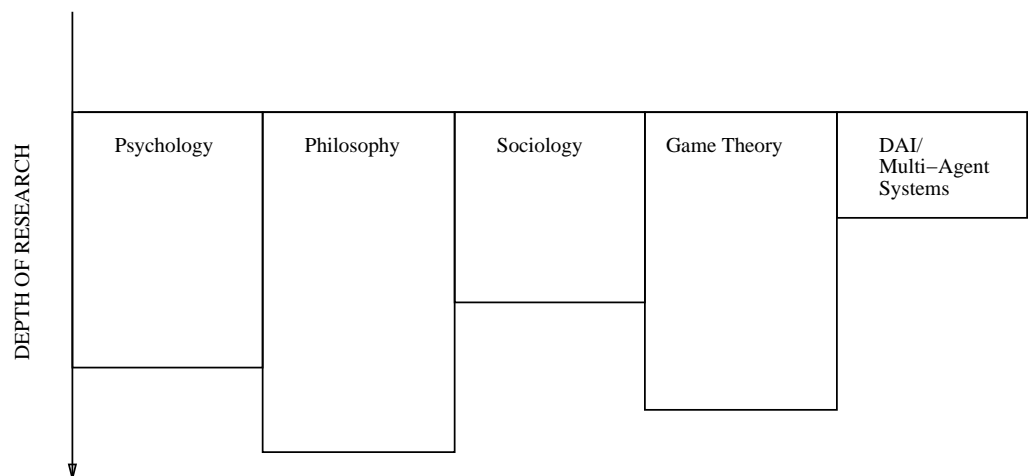 DEPTH OF RESEARCH
Psychology
Philosophy
Sociology
Game Theory
DAI/
Multi−Agent
Systems